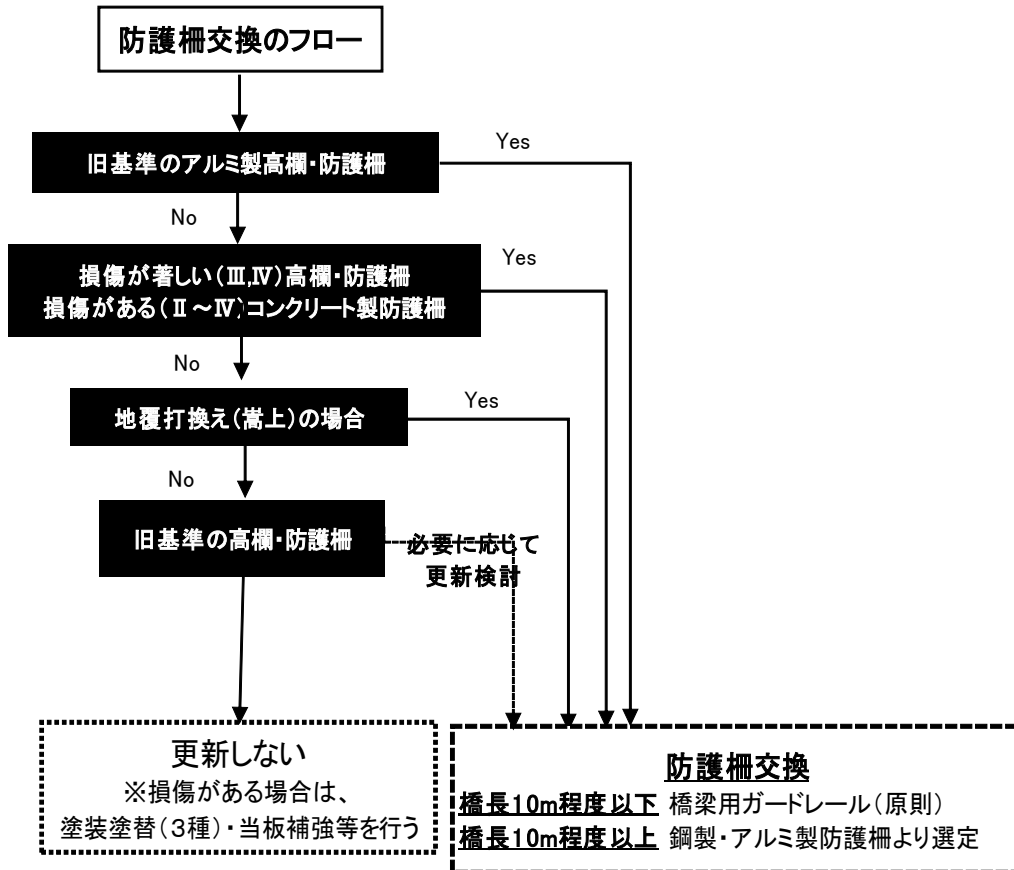 防護柵交換のフロー
Yes
旧基準のアルミ製高欄・防護柵
No
Yes
損傷が著しい(Ⅲ,Ⅳ)高欄・防護柵
損傷がある(Ⅱ～Ⅳ)コンクリート製防護柵
No
Yes
地覆打換え(嵩上)の場合
No
旧基準の高欄・防護柵
必要に応じて
更新検討
更新しない
※損傷がある場合は、
塗装塗替(3種)・当板補強等を行う
防護柵交換
橋長10m程度以下 橋梁用ガードレール(原則)
橋長10m程度以上 鋼製・アルミ製防護柵より選定